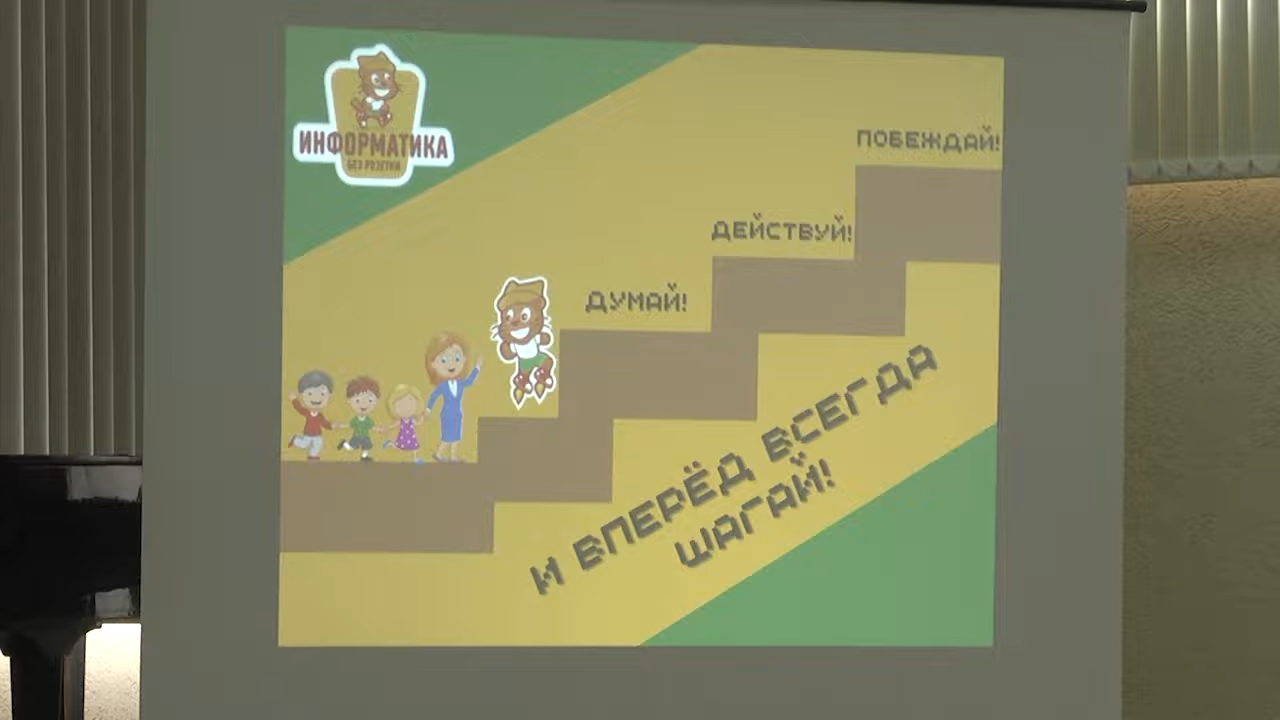 ИНФОРМАТИКА
БЕЗ РОЗЕТКИ
ПОБЕЖДАЙ!
ДЕЙСТВУЙ!
ДУМАЙ!
И ВПЕРЁД ВСЕГДА
ШАГАЙ!